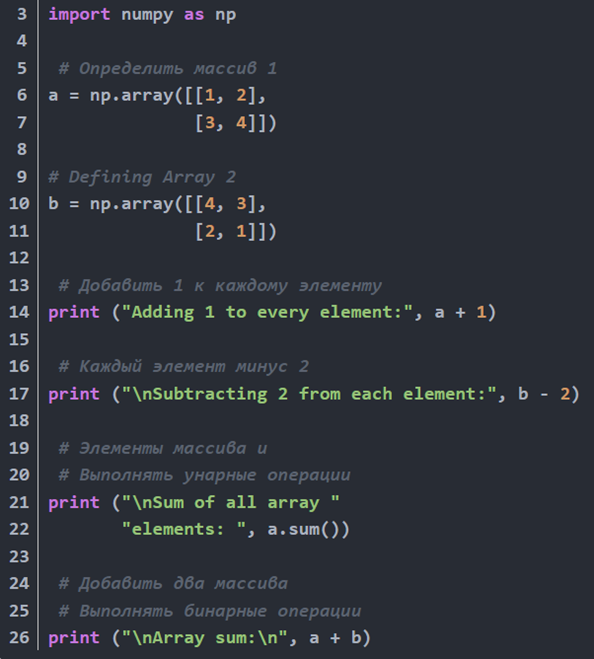 3 import numpy as np
4
5  # Определить массив 1
6 a = np.array([[1, 2],
7               [3, 4]])
8
9 # Defining Array 2
10 b = np.array([[4, 3],
11               [2, 1]])
12
13  # Добавить 1 к каждому элементу
14 print ("Adding 1 to every element:", a + 1)
15
16  # Каждый элемент минус 2
17 print ("\nSubtracting 2 from each element:", b - 2)
18
19  # Элементы массива и
20  # Выполнять унарные операции
21 print ("\nSum of all array "
22        "elements: ", a.sum())
23
24  # Добавить два массива
25  # Выполнять бинарные операции
26 print ("\nArray sum:\n", a + b)